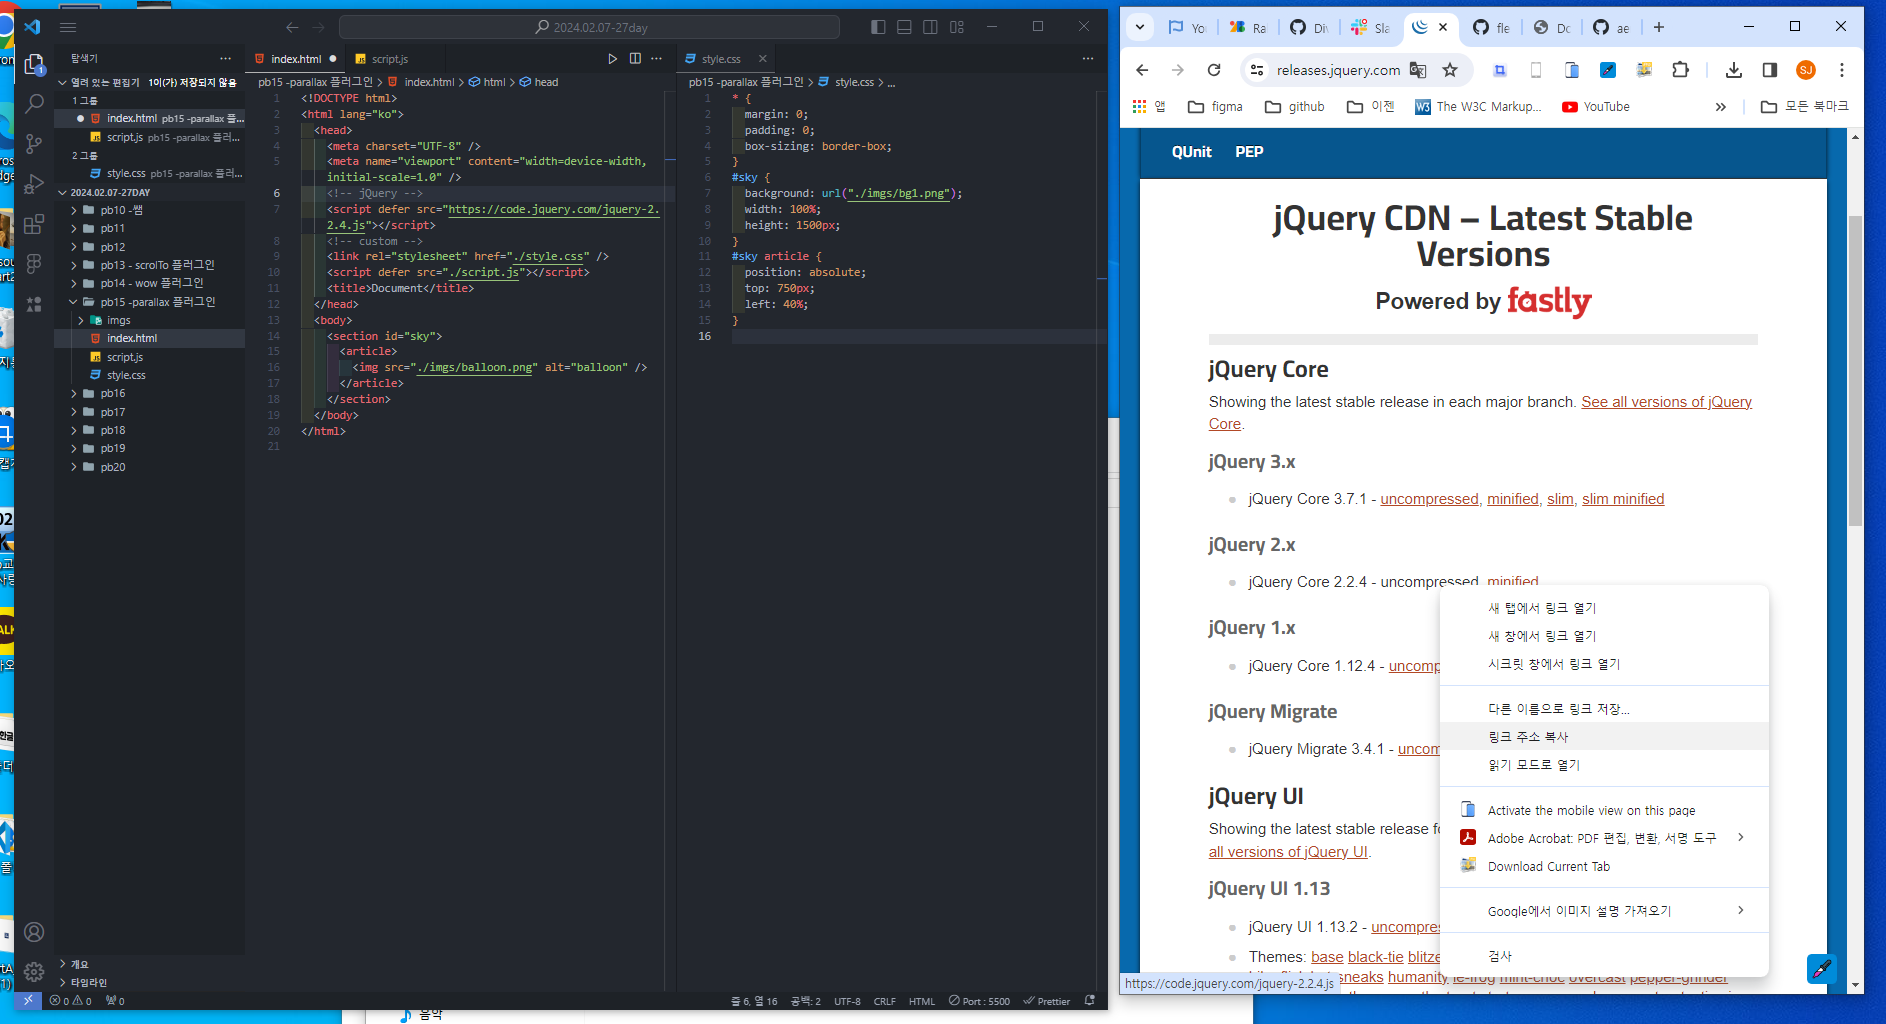 2024.02.07-27day
탐색기
index.html
script.js
style.css
열려 있는 편집기 1이(가) 저장되지 않음
1 그룹
index.html pb15 -parallax 플...
script.js pb15 -parallax 플러...
2 그룹
style.css pb15 -parallax 플러...
2024.02.07-27DAY
pb10 -쌤
pb11
pb12
pb13 - scrolTo 플러그인
pb14 - wow 플러그인
pb15 -parallax 플러그인
imgs
index.html
script.js
style.css
pb16
pb17
pb18
pb19
pb20
개요
타임라인
pb15 -parallax 플러그인 > index.html > html > head
1 <!DOCTYPE html>
2 <html lang="ko">
3 <head>
4 <meta charset="UTF-8" />
5 <meta name="viewport" content="width=device-width,
initial-scale=1.0" />
6 <!-- jQuery -->
7 <script defer src="https://code.jquery.com/jquery-2.
2.4.js"></script>
8 <!-- custom -->
9 <link rel="stylesheet" href="./style.css" />
10 <script defer src="./script.js"></script>
11 <title>Document</title>
12 </head>
13 <body>
14 <section id="sky">
15 <article>
16 <img src="./imgs/balloon.png" alt="balloon" />
17 </article>
18 </section>
19 </body>
20 </html>
21
pb15 -parallax 플러그인 > style.css > ...
1 * {
2 margin: 0;
3 padding: 0;
4 box-sizing: border-box;
5 }
6 #sky {
7 background: url("./imgs/bg1.png");
8 width: 100%;
9 height: 1500px;
10 }
11 #sky article {
12 position: absolute;
13 top: 750px;
14 left: 40%;
15 }
16
0 0 0 줄 6, 열 16 공백: 2 UTF-8 CRLF HTML Port : 5500 Prettier
음악
Yo Ra Div Sla fle Do ae
releases.jquery.com
SJ
앱 figma github 이젠 The W3C Markup... YouTube » 모든 북마크
QUnit PEP
jQuery CDN – Latest Stable
Versions
Powered by fastly
jQuery Core
Showing the latest stable release in each major branch. See all versions of jQuery
Core.
jQuery 3.x
jQuery Core 3.7.1 - uncompressed, minified, slim, slim minified
jQuery 2.x
jQuery Core 2.2.4 - uncompressed, minified
jQuery 1.x
jQuery Core 1.12.4 - uncomp
jQuery Migrate
jQuery Migrate 3.4.1 - uncom
jQuery UI
Showing the latest stable release fo
all versions of jQuery UI.
jQuery UI 1.13
jQuery UI 1.13.2 - uncompres
Themes: base black-tie blitze
sneaks humanity le-frog mint-choc overcast pepper-grinder
새 탭에서 링크 열기
새 창에서 링크 열기
시크릿 창에서 링크 열기
다른 이름으로 링크 저장...
링크 주소 복사
읽기 모드로 열기
Activate the mobile view on this page
Adobe Acrobat: PDF 편집, 변환, 서명 도구
Download Current Tab
Google에서 이미지 설명 가져오기
검사
https://code.jquery.com/jquery-2.2.4.js